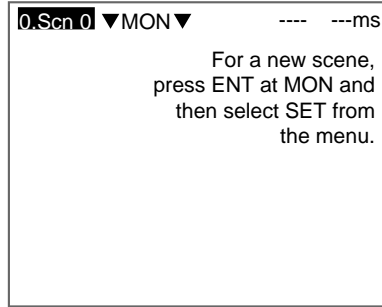 0.Scn 0 ▼MON▼ ---- ---ms
For a new scene,
press ENT at MON and
then select SET from
the menu.